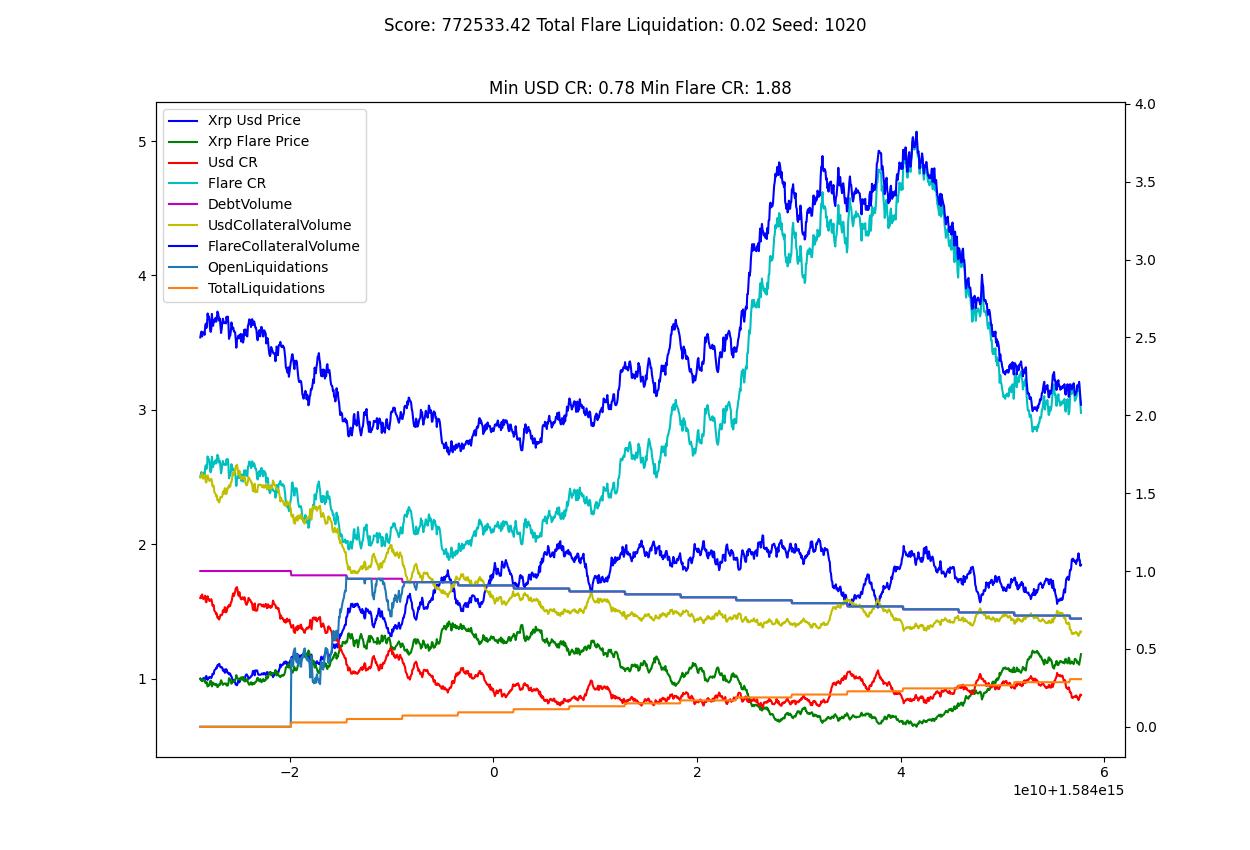 Score: 772533.42 Total Flare Liquidation: 0.02 Seed: 1020
Min USD CR: 0.78 Min Flare CR: 1.88
Xrp Usd Price
Xrp Flare Price
Usd CR
Flare CR
DebtVolume
UsdCollateralVolume
FlareCollateralVolume
OpenLiquidations
TotalLiquidations
5
4
3
2
1
4.0
3.5
3.0
2.5
2.0
1.5
1.0
0.5
0.0
−2
0
2
4
6
1e10+1.584e15